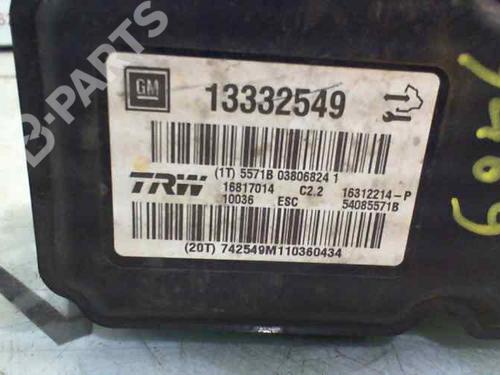 GM 13332549
(1T) 5571B 03806824 1
TRW 16817014 C2.2 16312214-P
10036 ESC 54085571B
(20T) 742549M110360434
B-PARTS